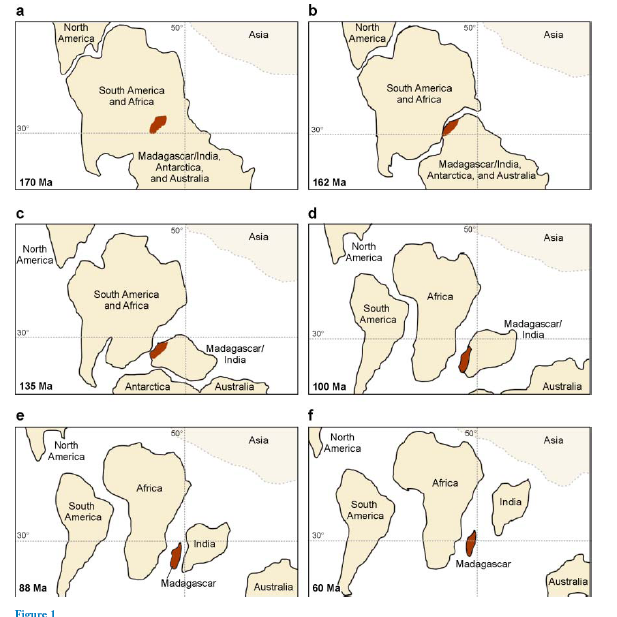 a
North
America
50°
Asia
South America
and Africa
30°
Madagascar/India,
Antarctica,
and Australia
170 Ma
b
North
America
50°
Asia
South America
and Africa
30°
Madagascar/India,
Antarctica, and Australia
162 Ma
c
50°
Asia
North
America
South America
and Africa
30°
Madagascar/
India
135 Ma
Antarctica
Australia
d
50°
Asia
North
America
Africa
South
America
Madagascar/
India
30°
100 Ma
Australia
e
50°
North
America
Asia
Africa
South
America
30°
India
88 Ma
Madagascar
Australia
f
North
America
50°
Asia
Africa
South
America
India
30°
Madagascar
60 Ma
Australia
Figure 1